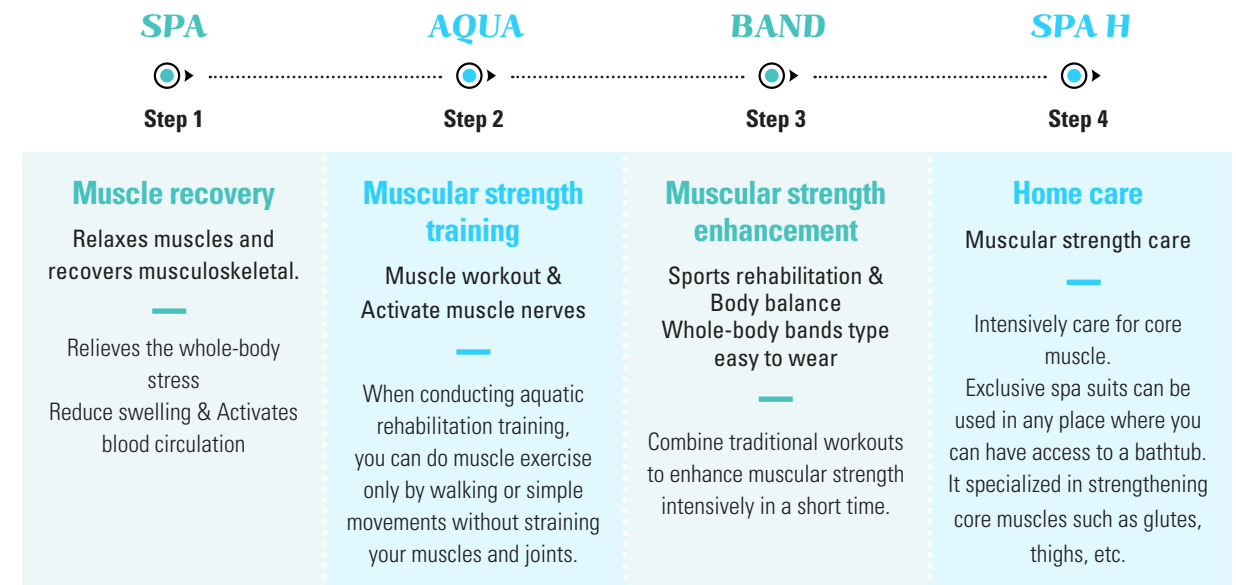 SPA
AQUA
BAND
SPA H
Step 1
Step 2
Step 3
Step 4
Muscle recovery
Relaxes muscles and
recovers musculoskeletal.
Relieves the whole-body
stress
Reduce swelling & Activates
blood circulation
Muscular strength
training
Muscle workout &
Activate muscle nerves
When conducting aquatic
rehabilitation training,
you can do muscle exercise
only by walking or simple
movements without straining
your muscles and joints.
Muscular strength
enhancement
Sports rehabilitation &
Body balance
Whole-body bands type
easy to wear
Combine traditional workouts
to enhance muscular strength
intensively in a short time.
Home care
Muscular strength care
Intensively care for core
muscle.
Exclusive spa suits can be
used in any place where you
can have access to a bathtub.
It specialized in strengthening
core muscles such as glutes,
thighs, etc.